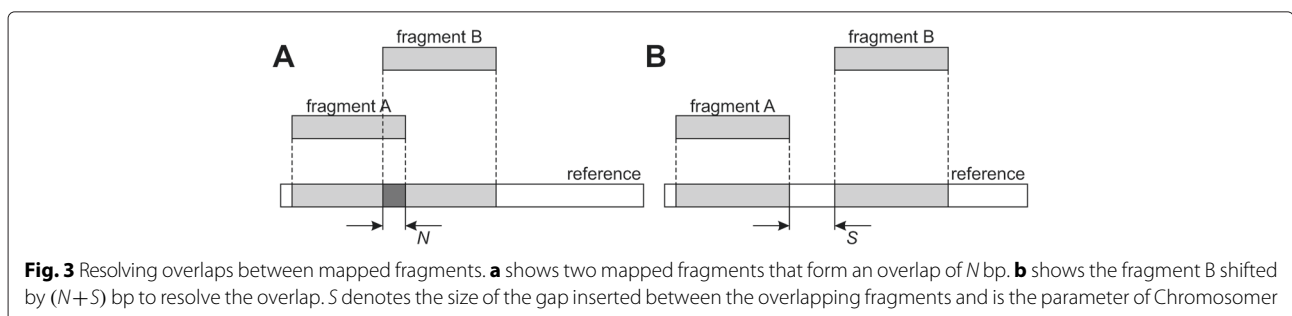 A
fragment B
fragment A
reference
N
B
fragment B
fragment A
reference
S
Fig. 3 Resolving overlaps between mapped fragments. a shows two mapped fragments that form an overlap of N bp. b shows the fragment B shifted
by (N+S) bp to resolve the overlap. S denotes the size of the gap inserted between the overlapping fragments and is the parameter of Chromosomer